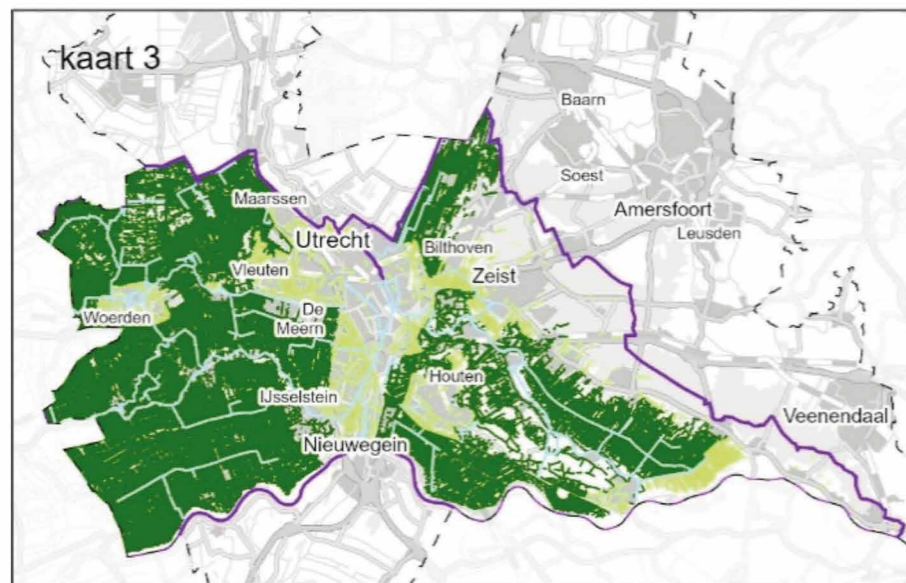 kaart 3
Baarn
Soest
Amersfoort
Leusden
Maarssen
Utrecht
Bilthoven
Vleuten
Zeist
Woerden
De
Meern
Houten
IJsselstein
Veenendaal
Nieuwegein